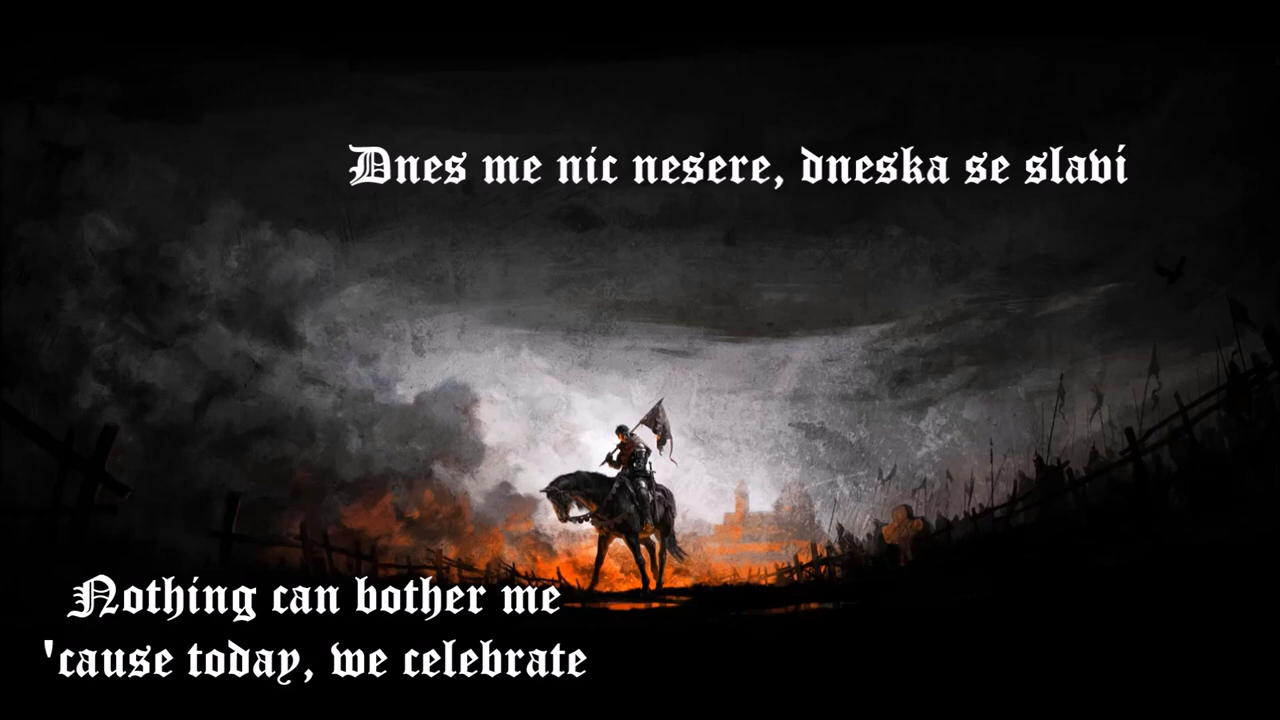 Dnes me nic nesere, dneska se slaví
Nothing can bother me
'cause today, we celebrate